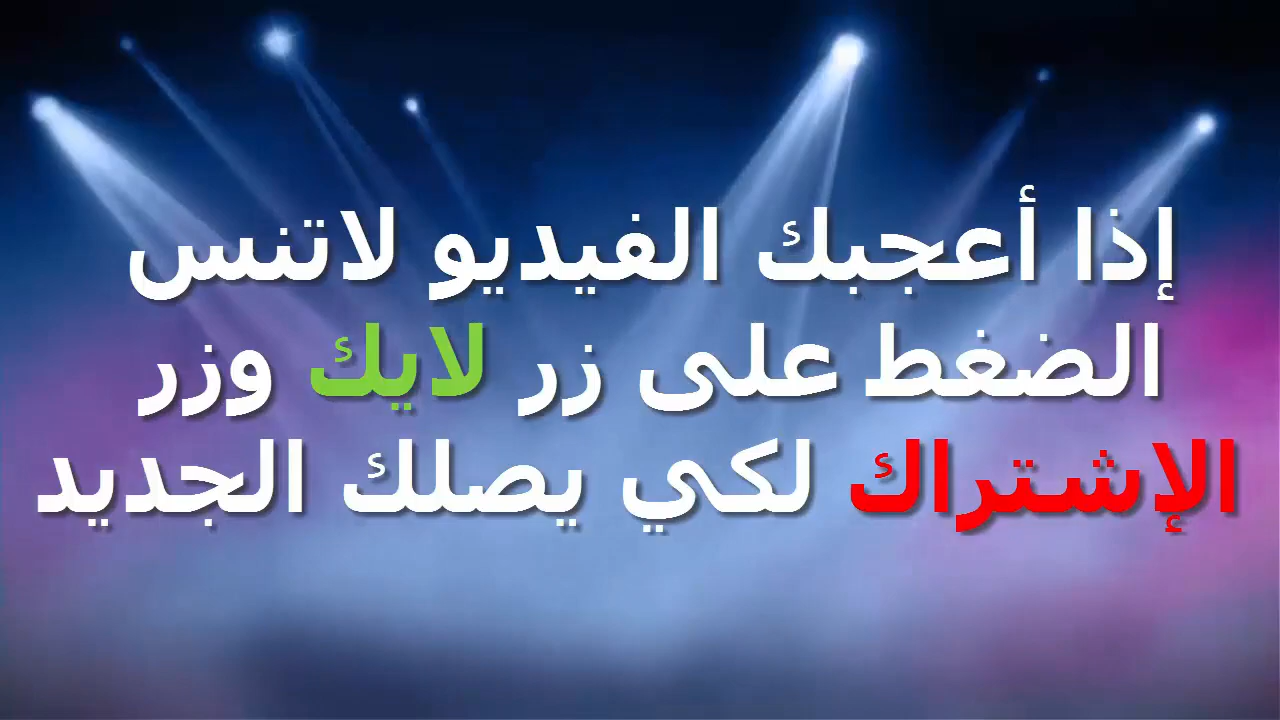 إذا أعجبك الفيديو لاتنس
الضغط على زر لايك وزر
الإشتراك لكي يصلك الجديد